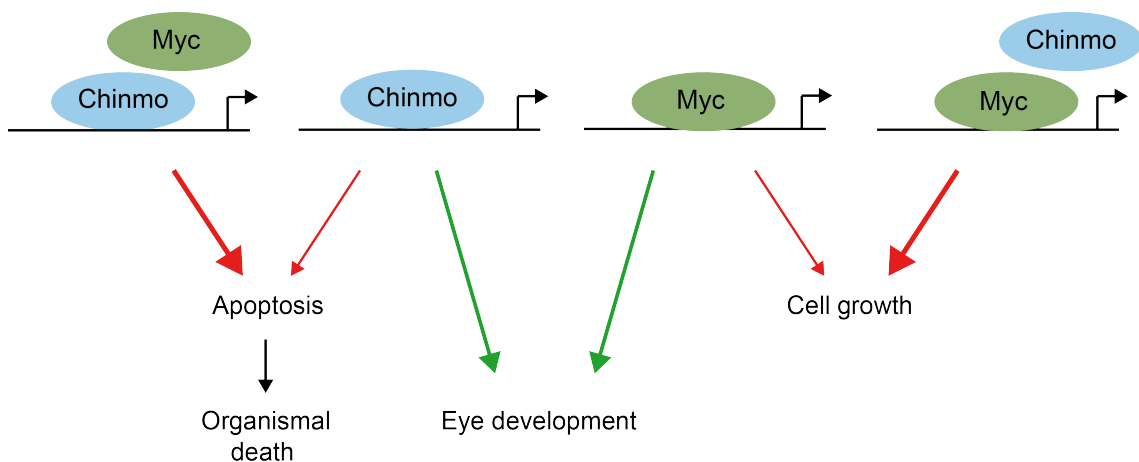 Myc
Chinmo
Chinmo
Chinmo
Myc
Myc
Apoptosis
Cell growth
Organismal
death
Eye development